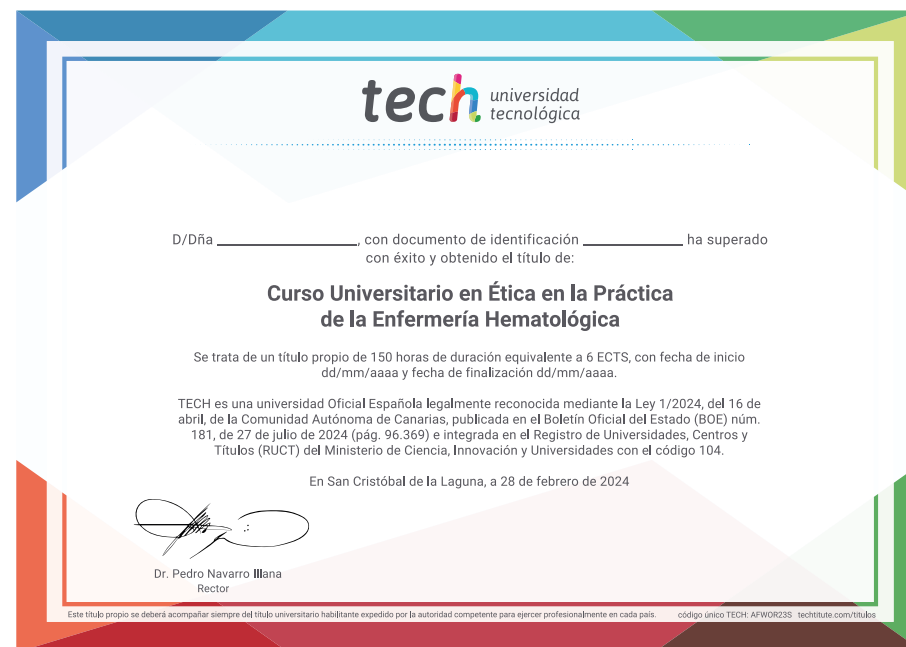 tech universidad
tecnológica
D/Dña ____________________, con documento de identificación ______________ ha superado
con éxito y obtenido el título de:
Curso Universitario en Ética en la Práctica
de la Enfermería Hematológica
Se trata de un título propio de 150 horas de duración equivalente a 6 ECTS, con fecha de inicio
dd/mm/aaaa y fecha de finalización dd/mm/aaaa.
TECH es una universidad Oficial Española legalmente reconocida mediante la Ley 1/2024, del 16 de
abril, de la Comunidad Autónoma de Canarias, publicada en el Boletín Oficial del Estado (BOE) núm.
181, de 27 de julio de 2024 (pág. 96.369) e integrada en el Registro de Universidades, Centros y
Títulos (RUCT) del Ministerio de Ciencia, Innovación y Universidades con el código 104.
En San Cristóbal de la Laguna, a 28 de febrero de 2024
Dr. Pedro Navarro Illana
Rector
Este título propio se deberá acompañar siempre del título universitario habilitante expedido por la autoridad competente para ejercer profesionalmente en cada país. código único TECH: AFWOR23S techtitute.com/titulos